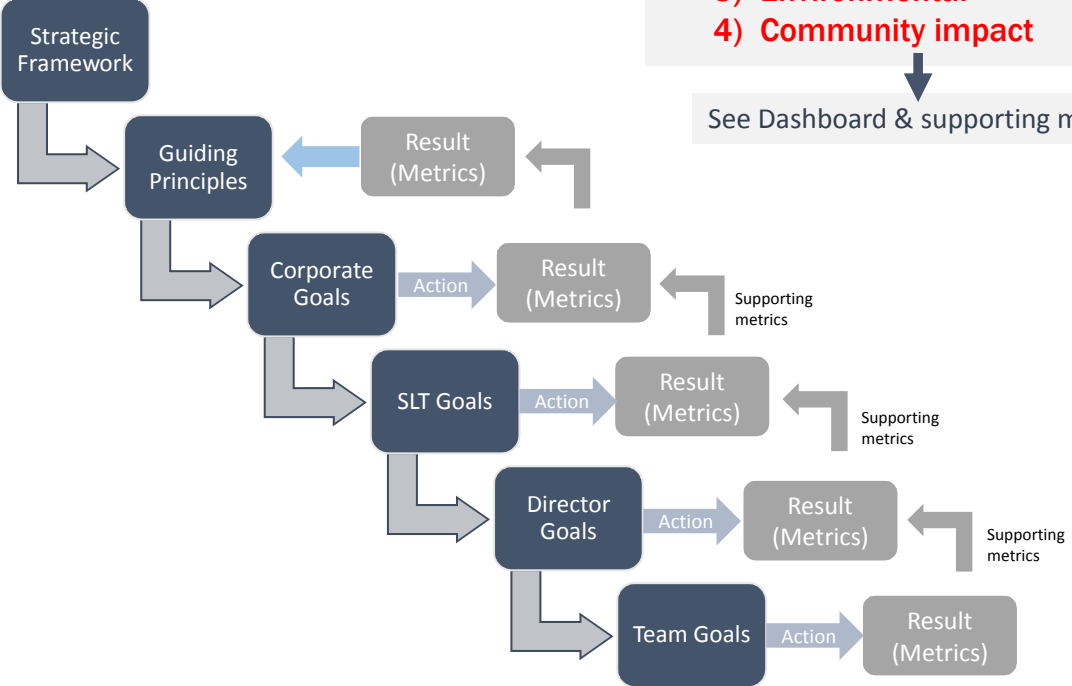 Strategic
Framework
3) Environmental
4) Community impact
See Dashboard & supporting
Guiding
Principles
Result
(Metrics)
Corporate
Goals
Action
Result
(Metrics)
Supporting
metrics
SLT Goals
Action
Result
(Metrics)
Supporting
metrics
Director
Goals
Action
Result
(Metrics)
Supporting
metrics
Team Goals
Action
Result
(Metrics)